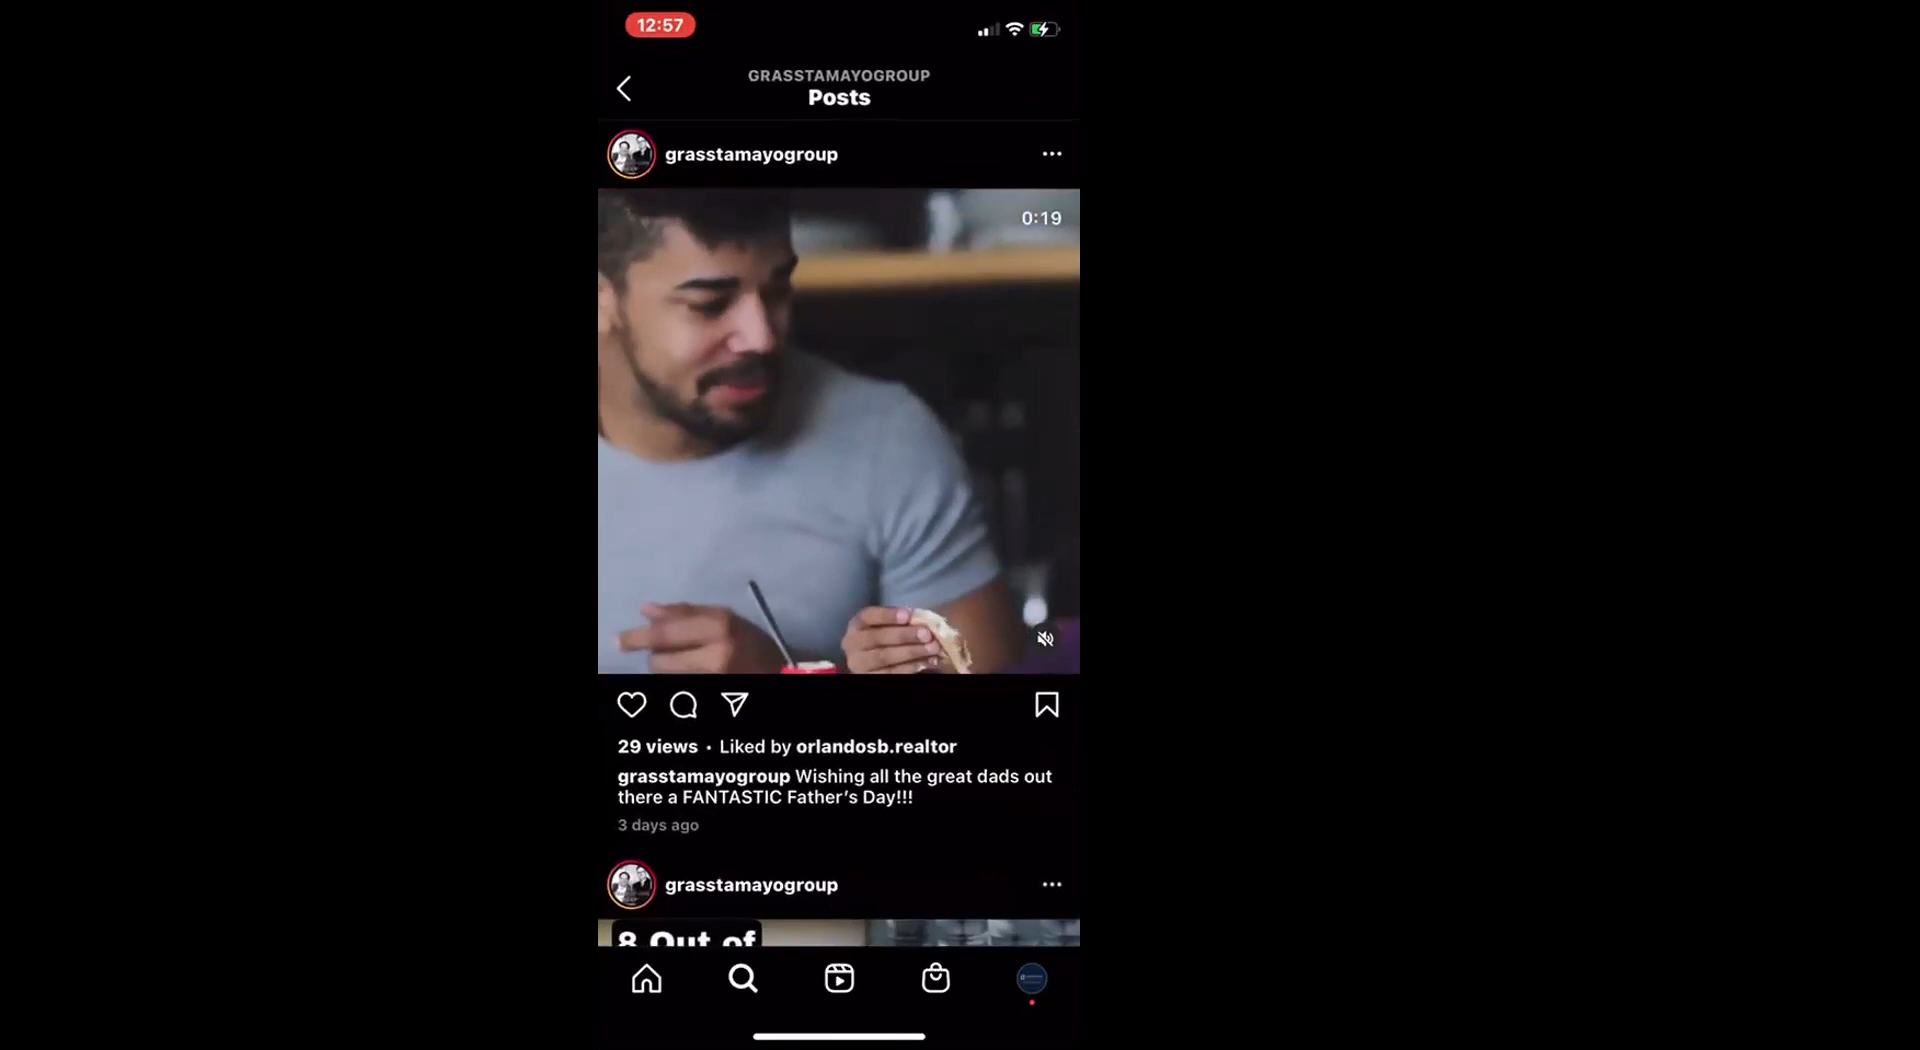 12:57
GRASSTAMAYOGROUP
Posts
grasstamayogroup
0:19
29 views • Liked by orlandosb.realtor
grasstamayogroup Wishing all the great dads out
there a FANTASTIC Father’s Day!!!
3 days ago
grasstamayogroup
8 Out of